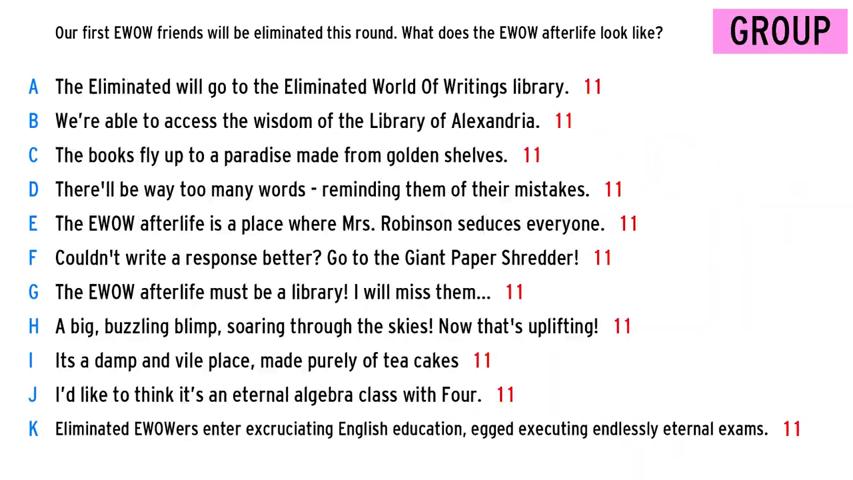 Our first EWOW friends will be eliminated this round. What does the EWOW afterlife look like?
GROUP
A The Eliminated will go to the Eliminated World Of Writings library. 11
B We're able to access the wisdom of the Library of Alexandria. 11
C The books fly up to a paradise made from golden shelves. 11
D There'll be way too many words - reminding them of their mistakes. 11
E The EWOW afterlife is a place where Mrs. Robinson seduces everyone. 11
F Couldn't write a response better? Go to the Giant Paper Shredder! 11
G The EWOW afterlife must be a library! I will miss them... 11
H A big, buzzling blimp, soaring through the skies! Now that's uplifting! 11
I Its a damp and vile place, made purely of tea cakes 11
J I'd like to think it's an eternal algebra class with Four. 11
K Eliminated EWOWers enter excruciating English education, egged executing endlessly eternal exams. 11